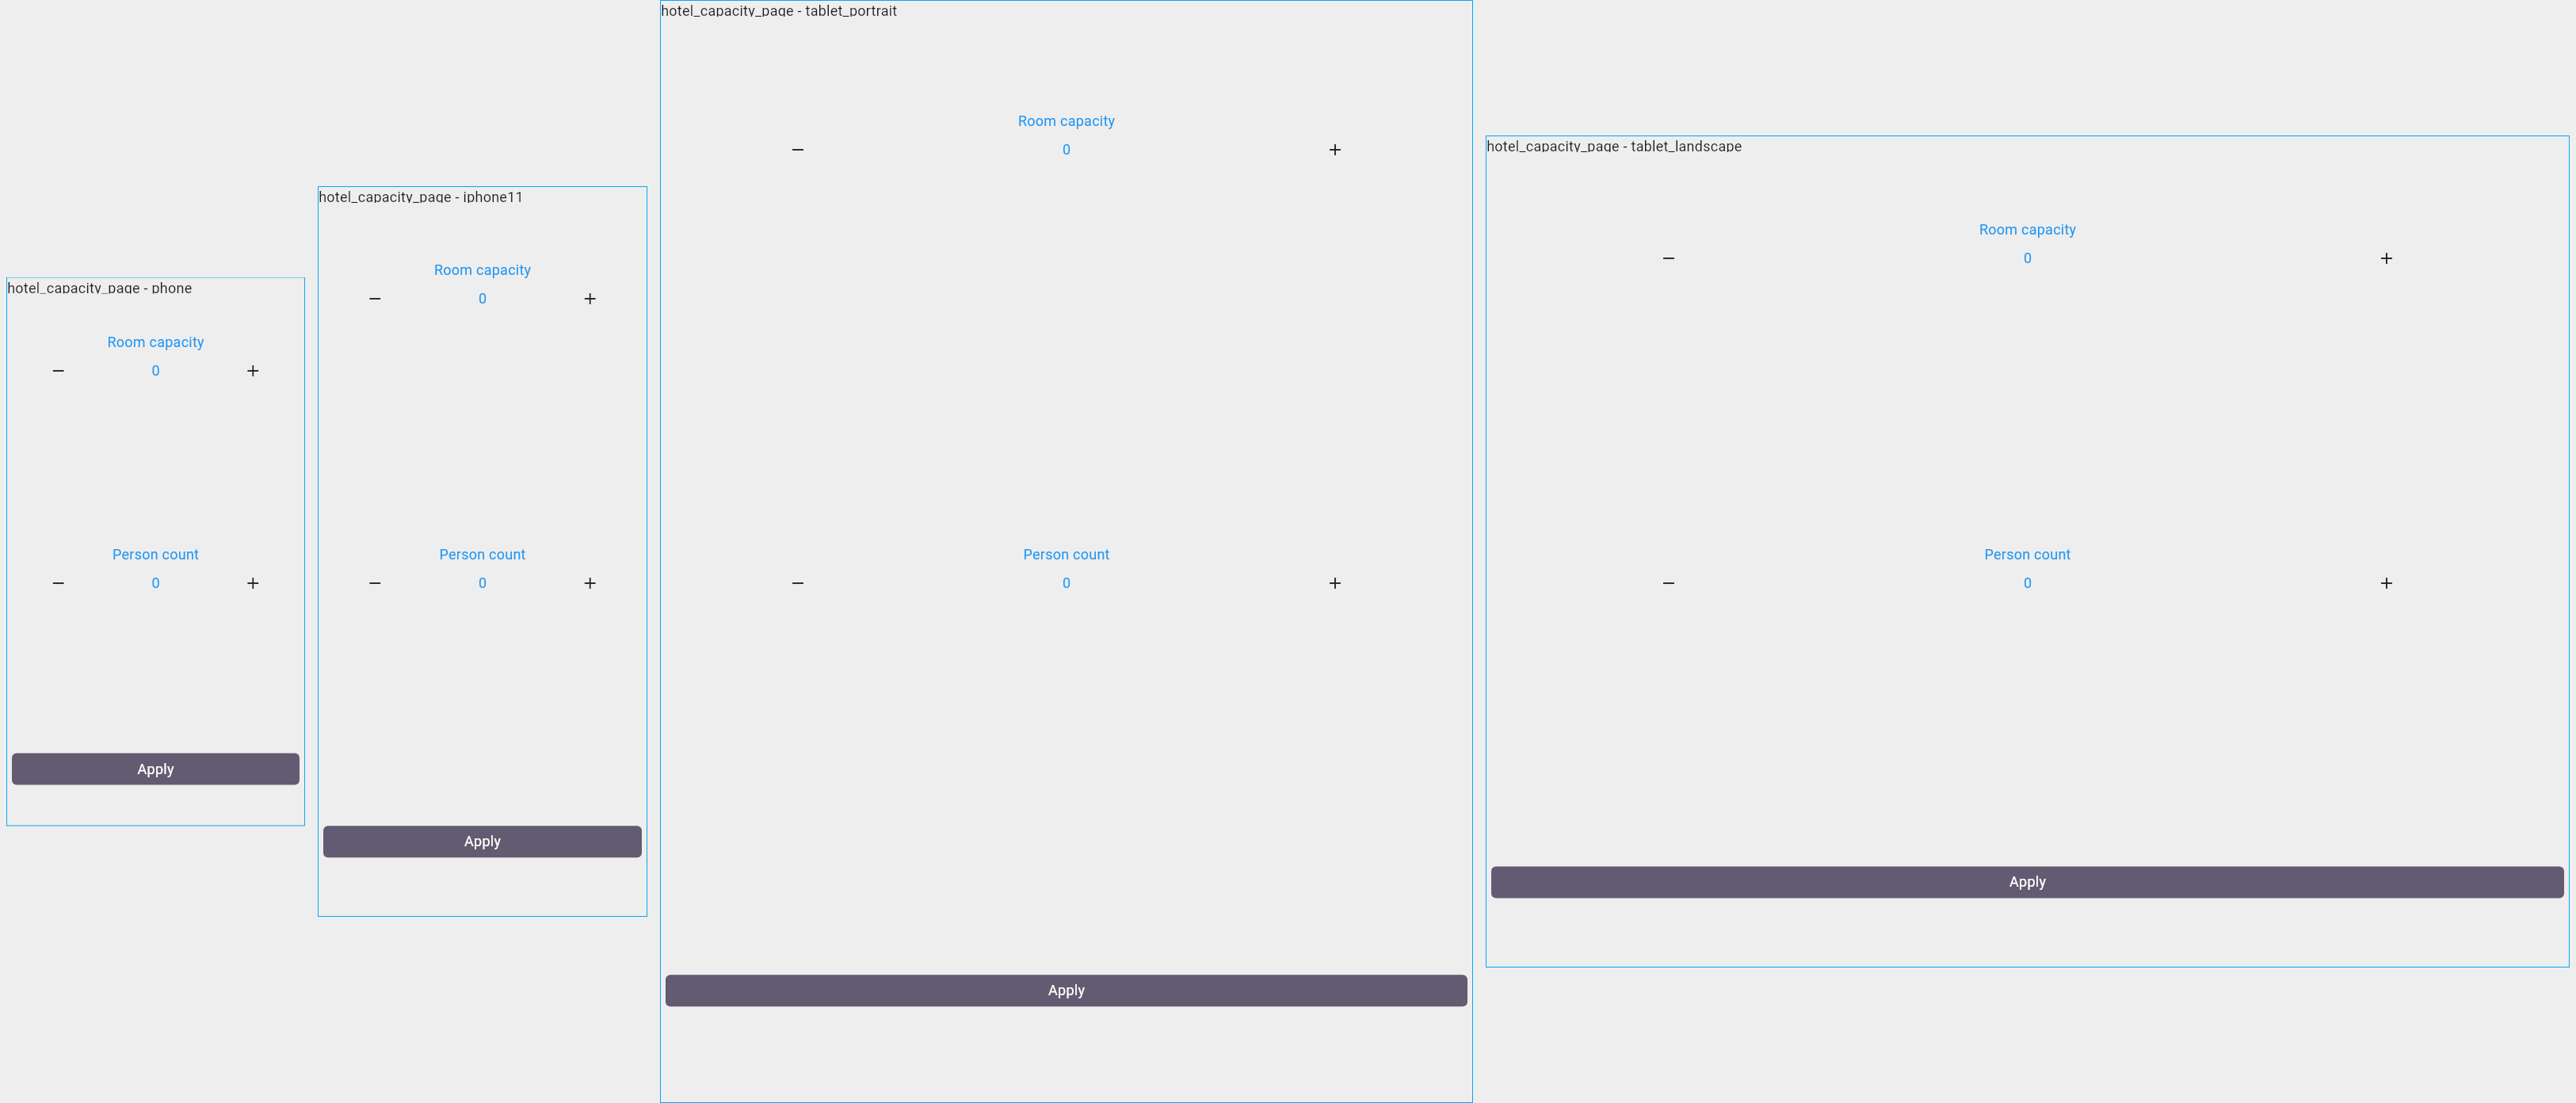 hotel_capacity_page - phone
Room capacity
− 0 +
Person count
− 0 +
Apply
hotel_capacity_page - iphone11
Room capacity
− 0 +
Person count
− 0 +
Apply
hotel_capacity_page - tablet_portrait
Room capacity
− 0 +
Person count
− 0 +
Apply
hotel_capacity_page - tablet_landscape
Room capacity
− 0 +
Person count
− 0 +
Apply